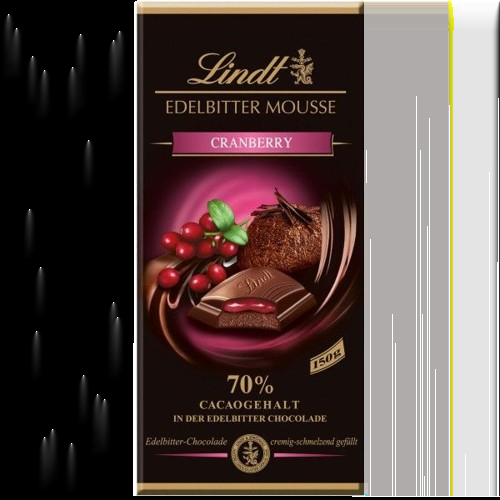 Lindt
EDELBITTER MOUSSE
CRANBERRY
Lindt
150g
70%
CACAOGEHALT
IN DER EDELBITTER CHOCOLADE
Edelbitter-Chocolade cremig-schmelzend gefüllt